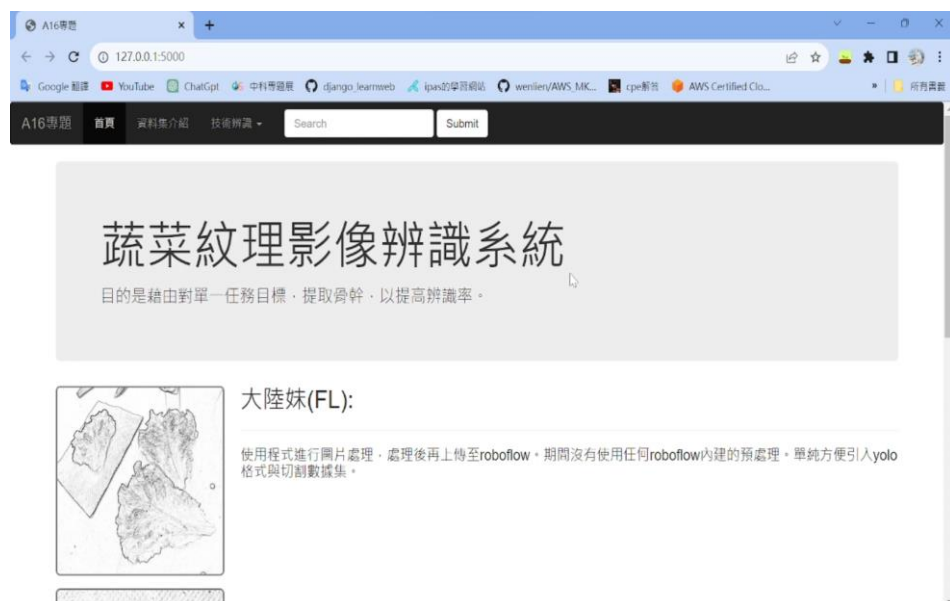 A16專題
127.0.0.1:5000
Google 翻譯 YouTube ChatGpt 中科專題展 django_learnweb ipas的學習網站 wenlien/AWS_MK... cpe解答 AWS Certified Clo... » 所有書籤
A16專題 首頁 資料集介紹 技術辨識 Search Submit
蔬菜紋理影像辨識系統
目的是藉由對單一任務目標,提取骨幹,以提高辨識率。
大陸妹(FL):
使用程式進行圖片處理,處理後再上傳至roboflow。期間沒有使用任何roboflow內建的預處理。單純方便引入yolo
格式與切割數據集。